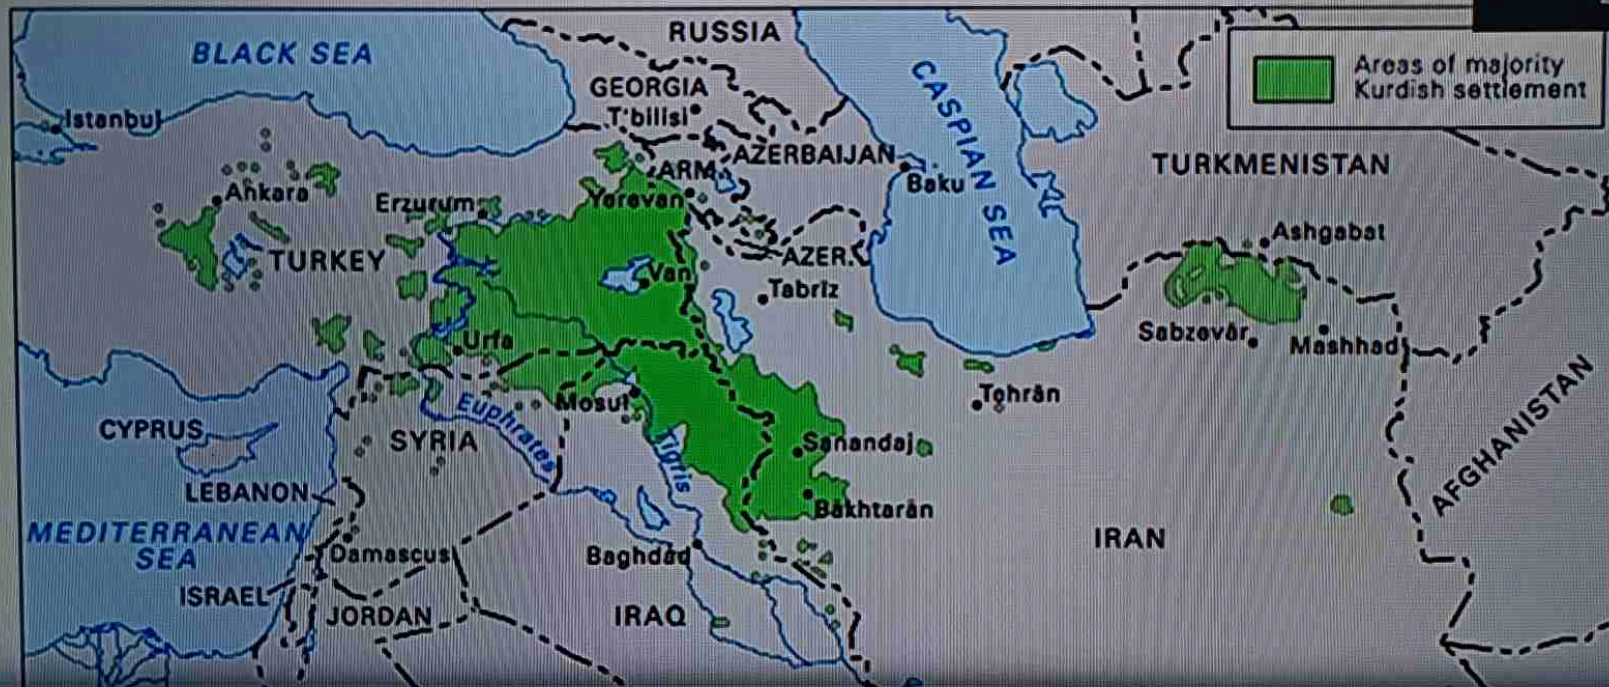 RUSSIA
BLACK SEA
GEORGIA
T'bilisi
CASPIAN SEA
Areas of majority
Kurdish settlement
Istanbul
AZERBAIJAN
ARM.
Baku
TURKMENISTAN
Ankara
Erzurum
Yerevan
Ashgabat
TURKEY
Van
AZER.
Tabriz
Urfa
Sabzevār
Mashhad
Mosul
Tehrān
Euphrates
CYPRUS
SYRIA
Tigris
Sanandaj
LEBANON
Bākhtarān
AFGHANISTAN
MEDITERRANEAN
SEA
Damascus
Baghdād
IRAN
ISRAEL
JORDAN
IRAQ